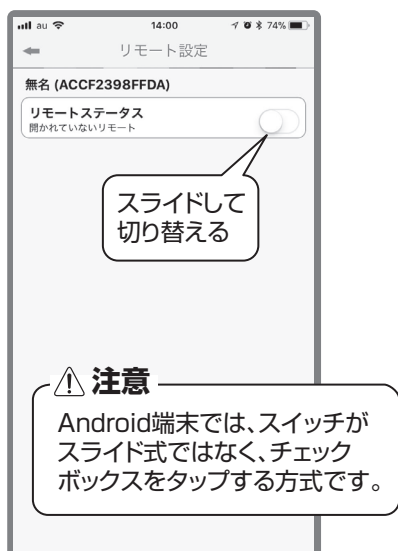 au 14:00 74%
リモート設定
無名 (ACCF2398FFDA)
リモートステータス
開かれていないリモート
スライドして
切り替える
注意
Android端末では、スイッチが
スライド式ではなく、チェック
ボックスをタップする方式です。